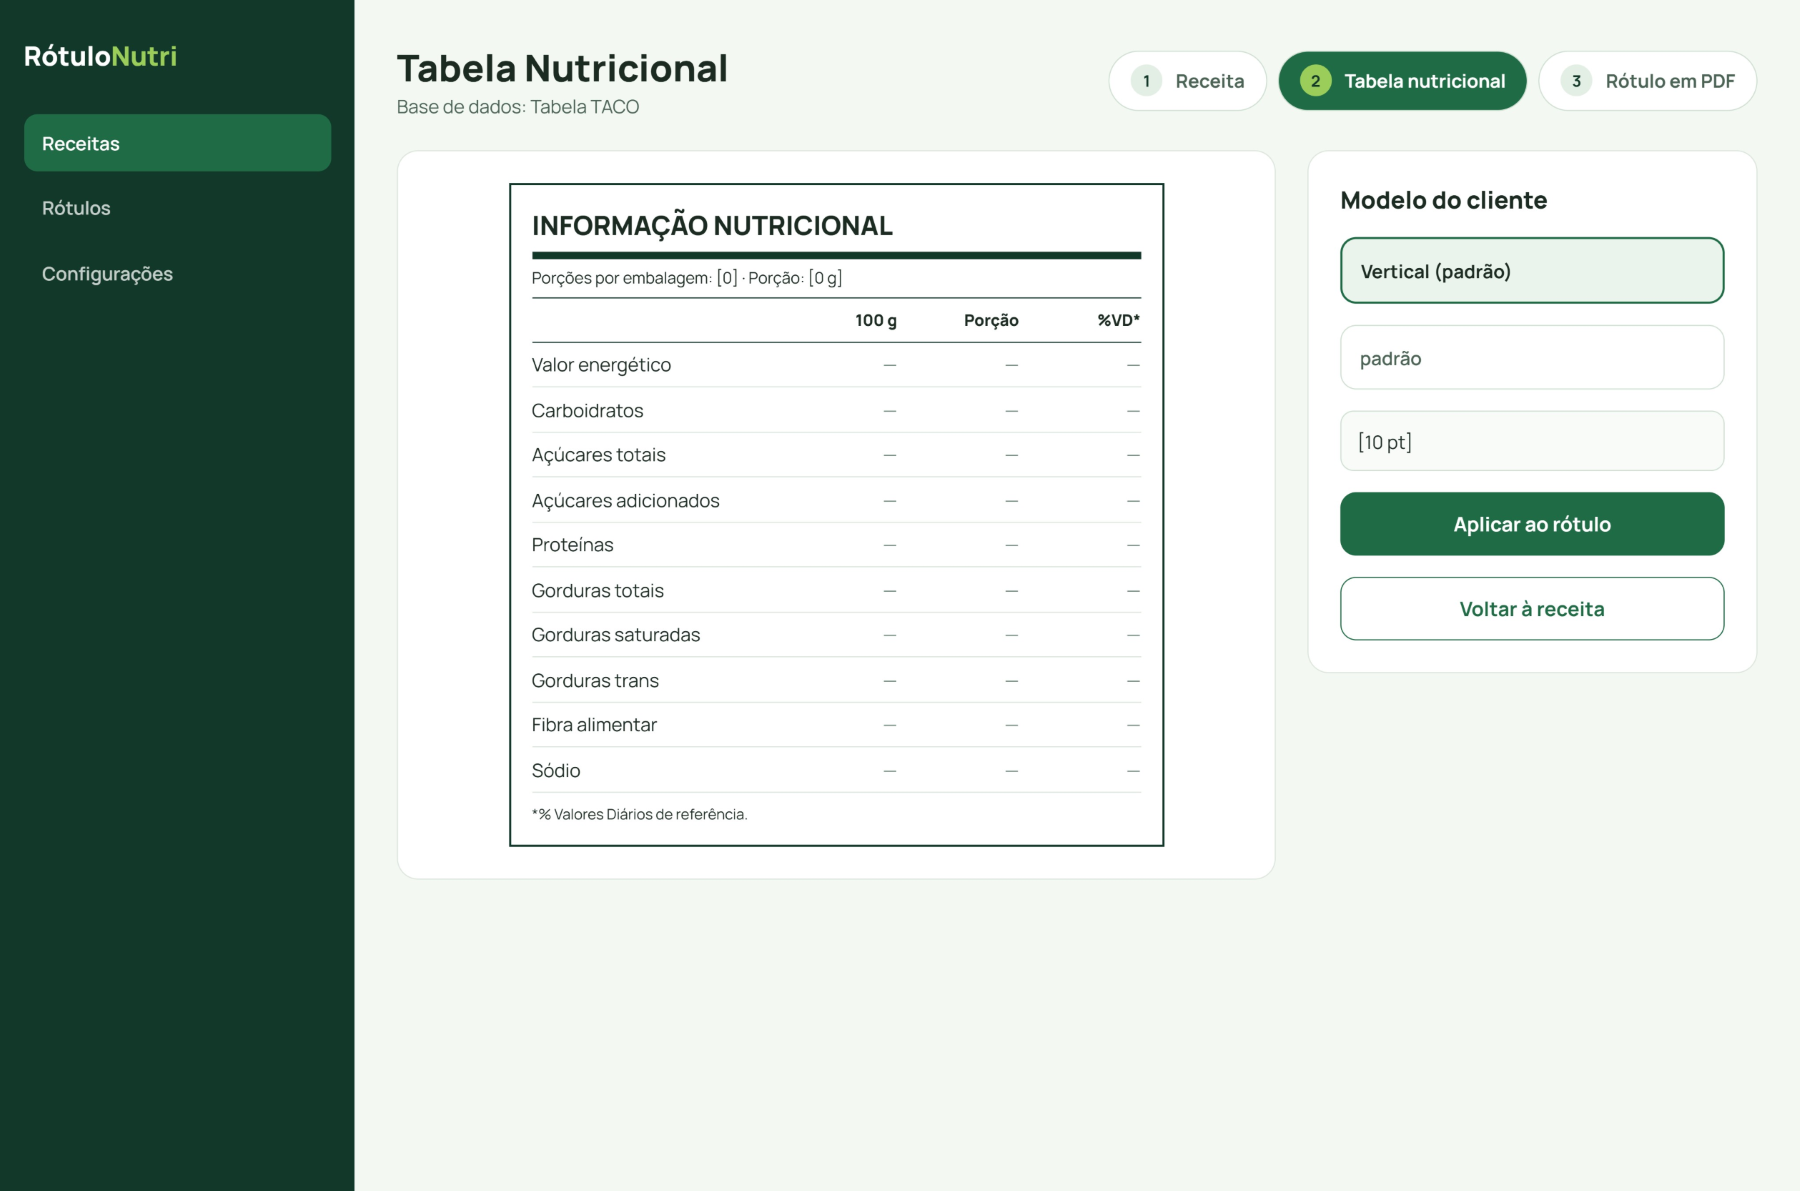 RótuloNutri
Receitas
Rótulos
Configurações
Tabela Nutricional
Base de dados: Tabela TACO
1 Receita
2 Tabela nutricional
3 Rótulo em PDF
INFORMAÇÃO NUTRICIONAL
Porções por embalagem: [0] · Porção: [0 g]
100 g Porção %VD*
Valor energético — — —
Carboidratos — — —
Açúcares totais — — —
Açúcares adicionados — — —
Proteínas — — —
Gorduras totais — — —
Gorduras saturadas — — —
Gorduras trans — — —
Fibra alimentar — — —
Sódio — — —
*% Valores Diários de referência.
Modelo do cliente
Vertical (padrão)
padrão
[10 pt]
Aplicar ao rótulo
Voltar à receita